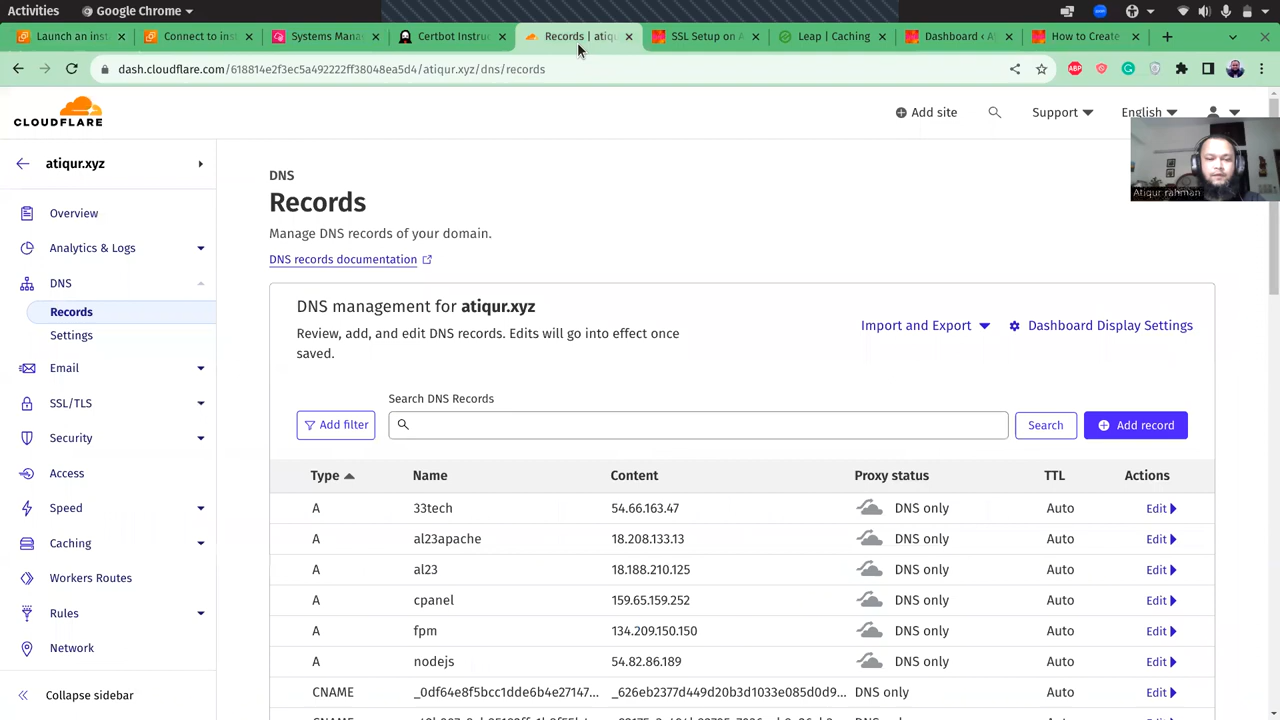 Activities
Google Chrome
Launch an inst
Connect to inst
Systems Mana
Certbot Instruc
Records | atiqu
SSL Setup on A
Leap | Caching
Dashboard ‹ At
How to Create
dash.cloudflare.com/618814e2f3ec5a492222ff38048ea5d4/atiqur.xyz/dns/records
ABP
CLOUDFLARE
Add site
Support
English
atiqur.xyz
Atiqur rahman
Overview
Analytics & Logs
DNS
Records
Settings
Email
SSL/TLS
Security
Access
Speed
Caching
Workers Routes
Rules
Network
Collapse sidebar
DNS
Records
Manage DNS records of your domain.
DNS records documentation
DNS management for atiqur.xyz
Review, add, and edit DNS records. Edits will go into effect once
saved.
Import and Export
Dashboard Display Settings
Search DNS Records
Add filter
Search
Add record
Type Name Content Proxy status TTL Actions
A 33tech 54.66.163.47 DNS only Auto Edit
A al23apache 18.208.133.13 DNS only Auto Edit
A al23 18.188.210.125 DNS only Auto Edit
A cpanel 159.65.159.252 DNS only Auto Edit
A fpm 134.209.150.150 DNS only Auto Edit
A nodejs 54.82.86.189 DNS only Auto Edit
CNAME _0df64e8f5bcc1dde6b4e27147... _626eb2377d449d20b3d1033e085d0d9... DNS only Auto Edit